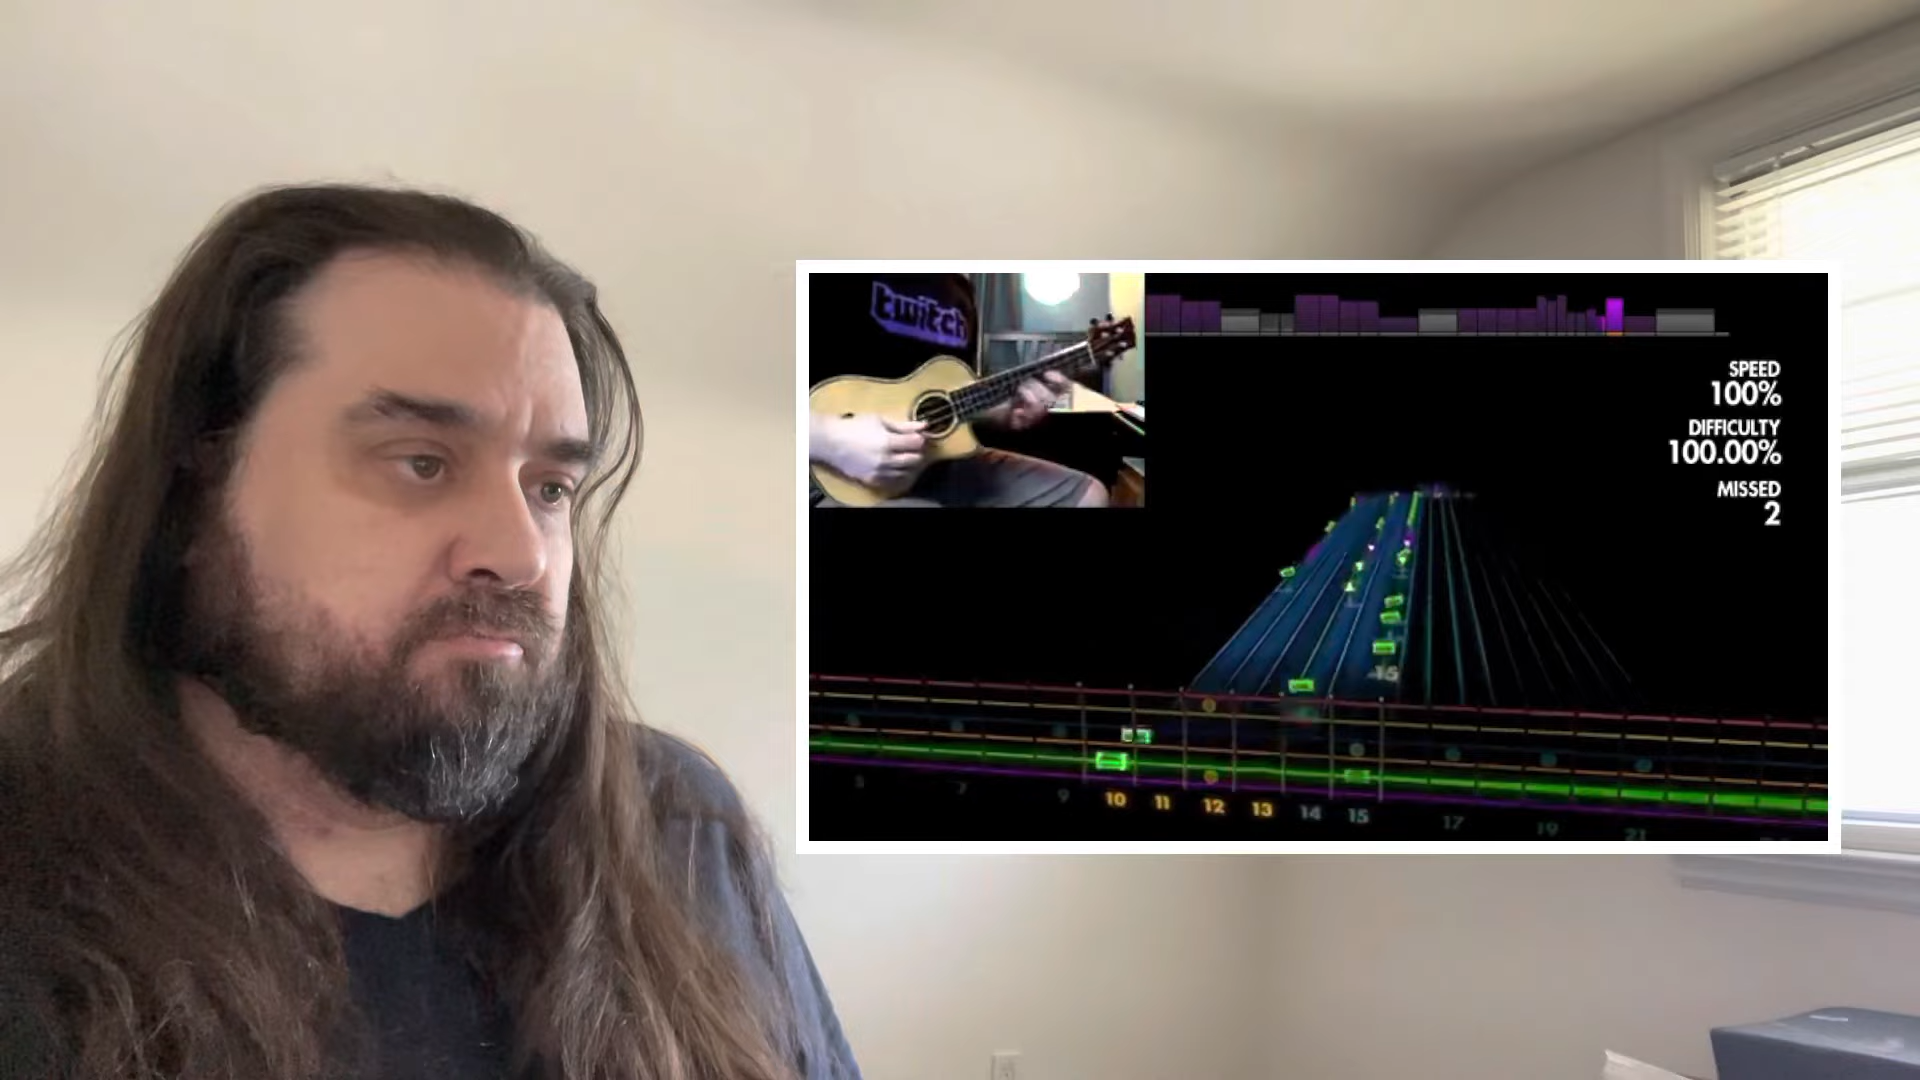 twitch
SPEED
100%
DIFFICULTY
100.00%
MISSED
2
15
7 9 10 11 12 13 14 15 17 19 21